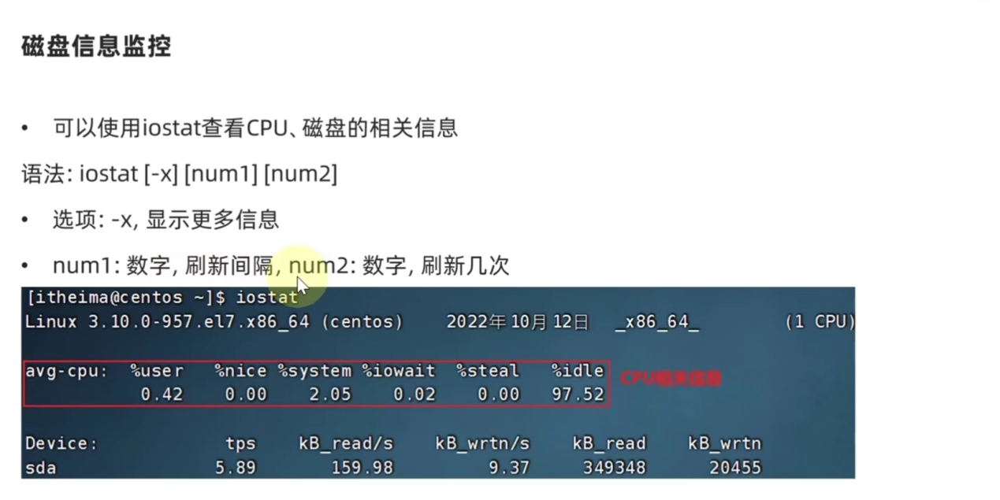 磁盘信息监控
• 可以使用iostat查看CPU、磁盘的相关信息
语法: iostat [-x] [num1] [num2]
• 选项: -x, 显示更多信息
• num1: 数字, 刷新间隔, num2: 数字, 刷新几次
[itheima@centos ~]$ iostat
Linux 3.10.0-957.el7.x86_64 (centos) 2022年10月12日 _x86_64_ (1 CPU)
avg-cpu: %user %nice %system %iowait %steal %idle
0.42 0.00 2.05 0.02 0.00 97.52
CPU相关信息
Device: tps kB_read/s kB_wrtn/s kB_read kB_wrtn
sda 5.89 159.98 9.37 349348 20455